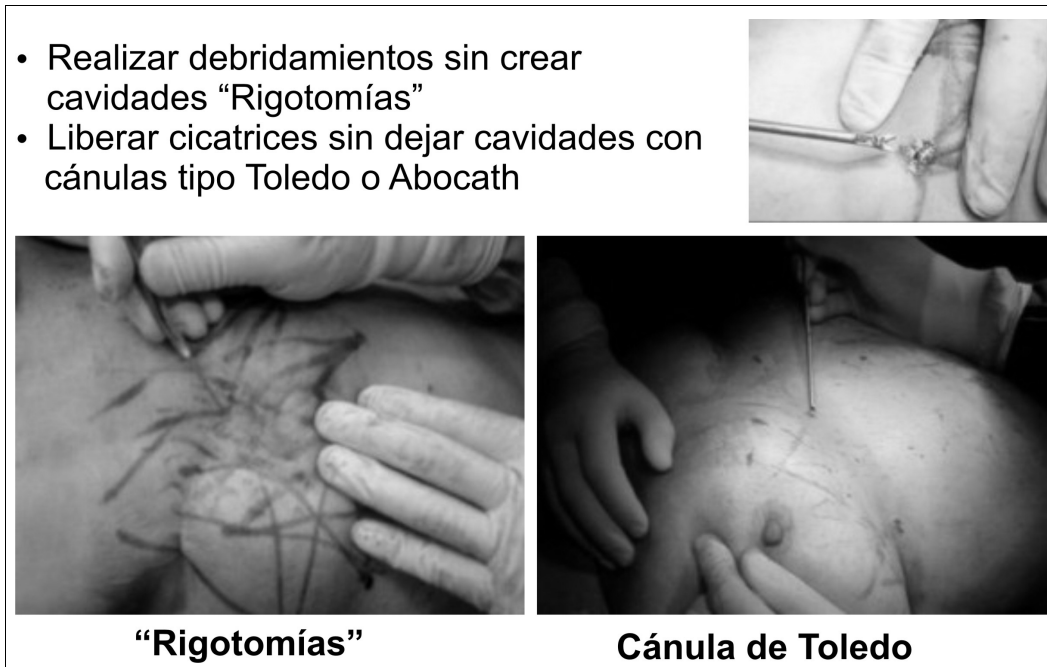 • Realizar debridamientos sin crear
cavidades “Rigotomías”
• Liberar cicatrices sin dejar cavidades con
cánulas tipo Toledo o Abocath
“Rigotomías”
Cánula de Toledo